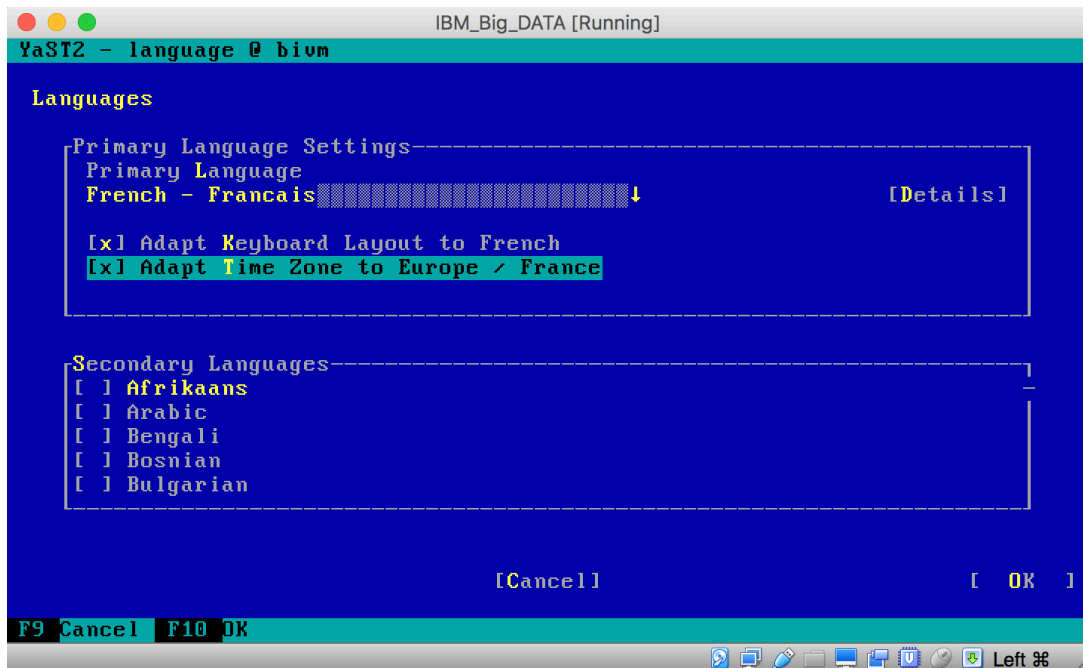 IBM_Big_DATA [Running]
YaST2 - language @ bivm
Languages
Primary Language Settings
Primary Language
French - Francais [Details]
[x] Adapt Keyboard Layout to French
[x] Adapt Time Zone to Europe / France
Secondary Languages
[ ] Afrikaans
[ ] Arabic
[ ] Bengali
[ ] Bosnian
[ ] Bulgarian
[Cancel] [ OK ]
F9 Cancel F10 OK
Left ⌘